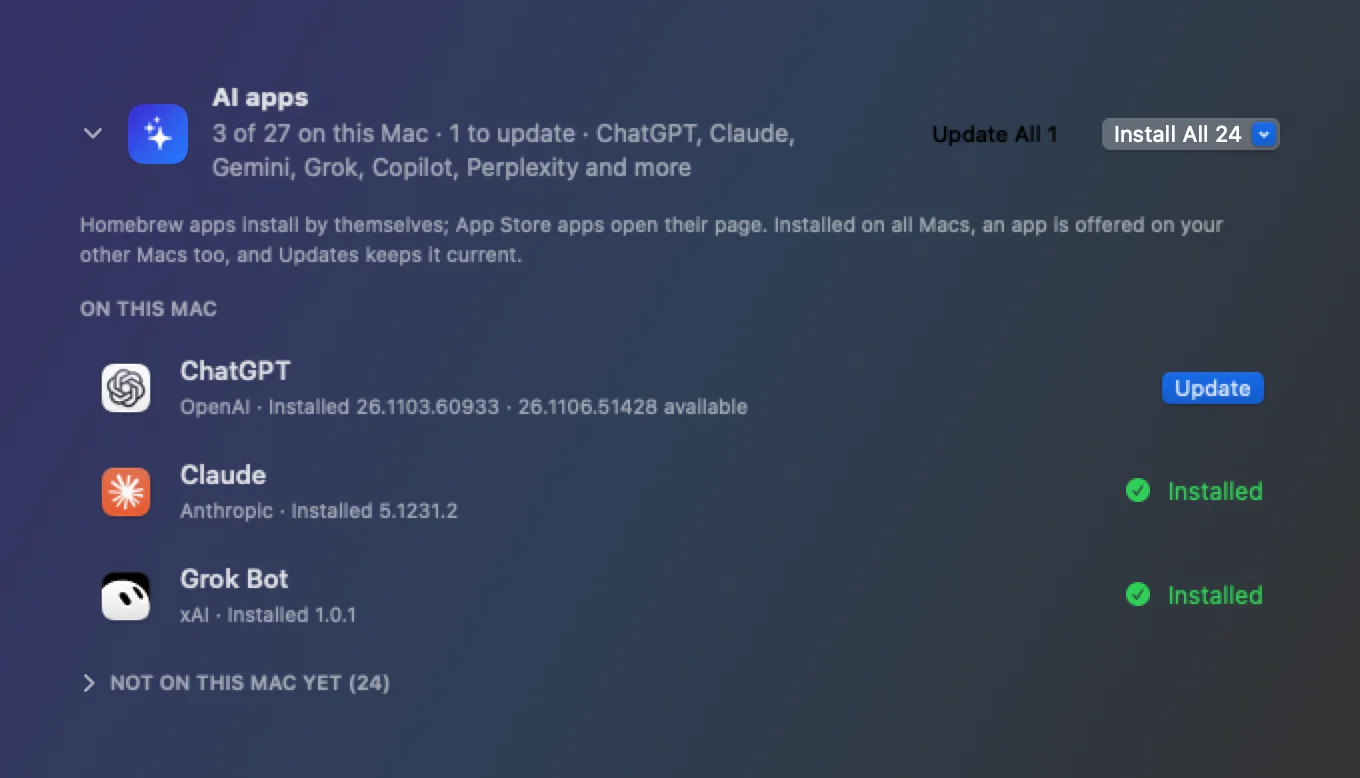 AI apps
3 of 27 on this Mac · 1 to update · ChatGPT, Claude,
Gemini, Grok, Copilot, Perplexity and more
Update All 1
Install All 24
Homebrew apps install by themselves; App Store apps open their page. Installed on all Macs, an app is offered on your
other Macs too, and Updates keeps it current.
ON THIS MAC
ChatGPT
OpenAI · Installed 26.1103.60933 · 26.1106.51428 available
Update
Claude
Anthropic · Installed 5.1231.2
Installed
Grok Bot
xAI · Installed 1.0.1
Installed
NOT ON THIS MAC YET (24)